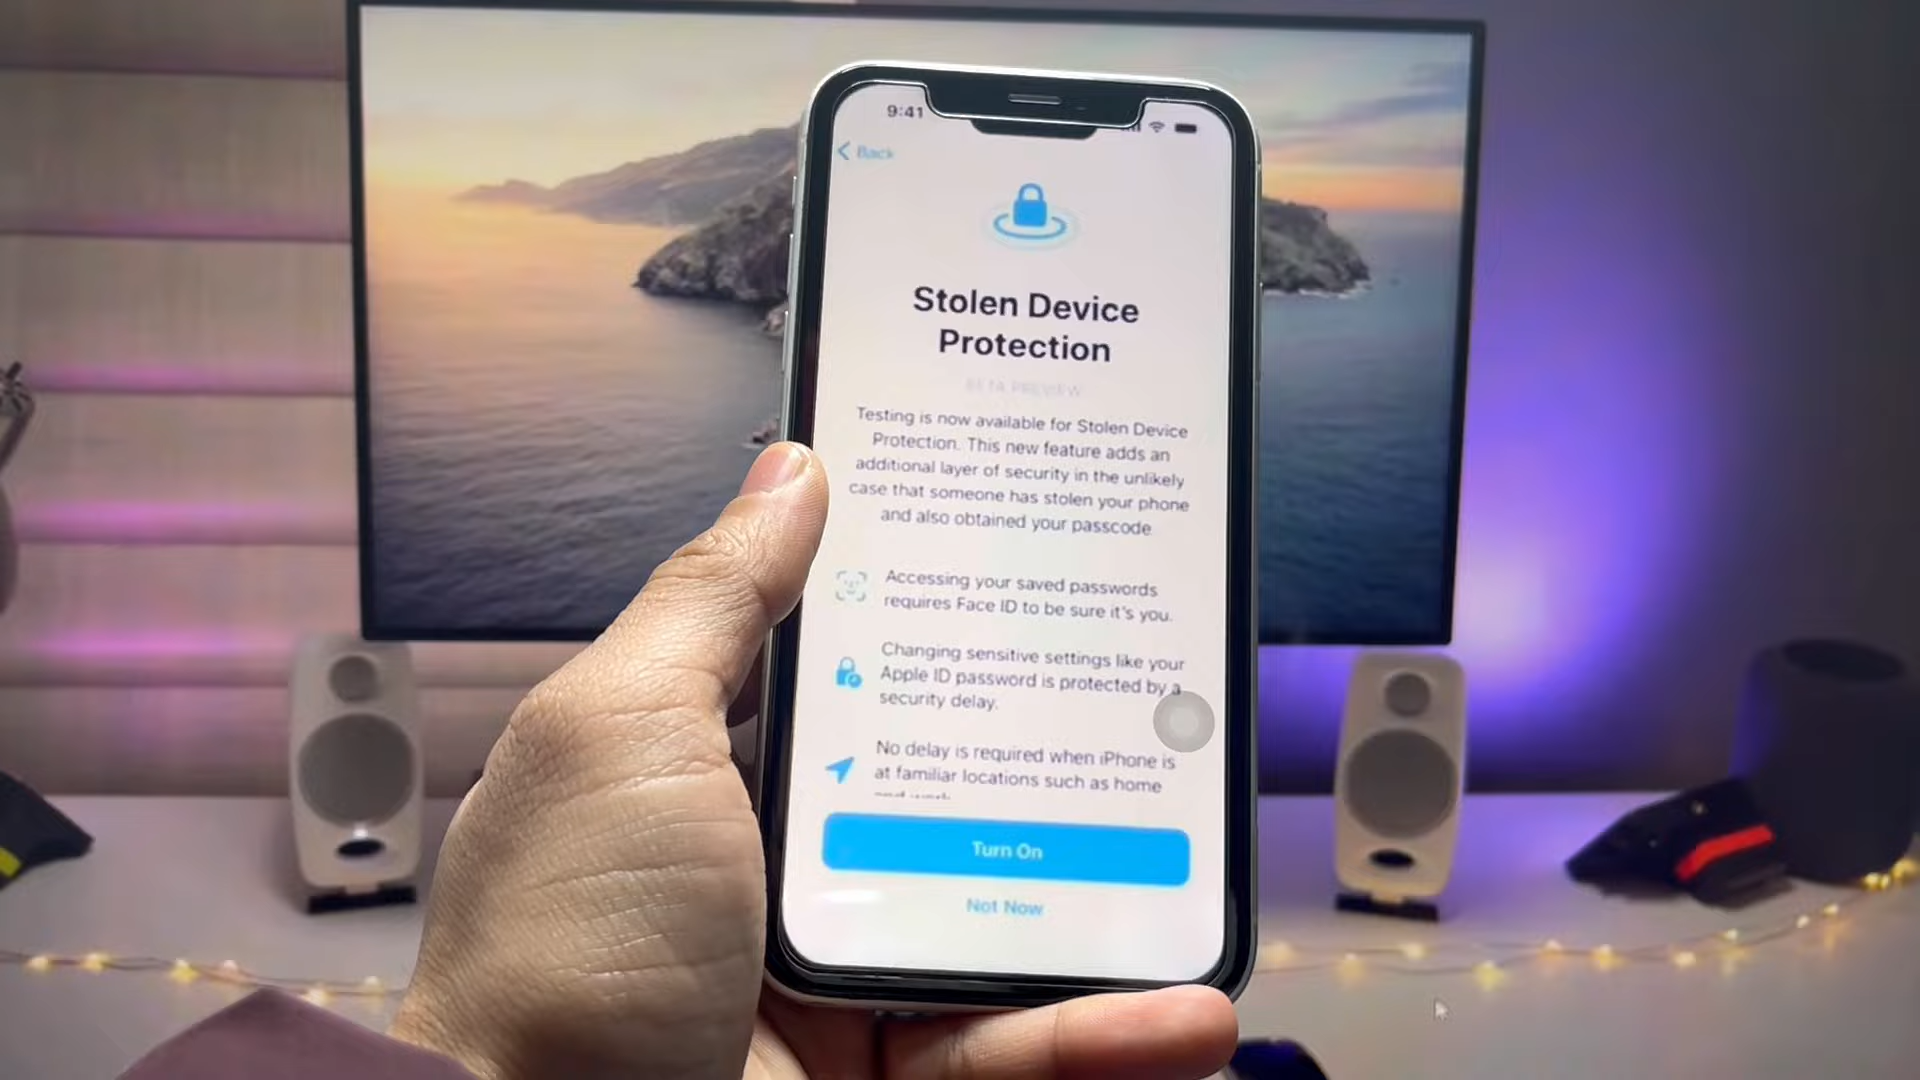 9:41
Back
Stolen Device
Protection
BETA PREVIEW
Testing is now available for Stolen Device
Protection. This new feature adds an
additional layer of security in the unlikely
case that someone has stolen your phone
and also obtained your passcode
Accessing your saved passwords
requires Face ID to be sure it's you.
Changing sensitive settings like your
Apple ID password is protected by a
security delay.
No delay is required when iPhone is
at familiar locations such as home
and work.
Turn On
Not Now